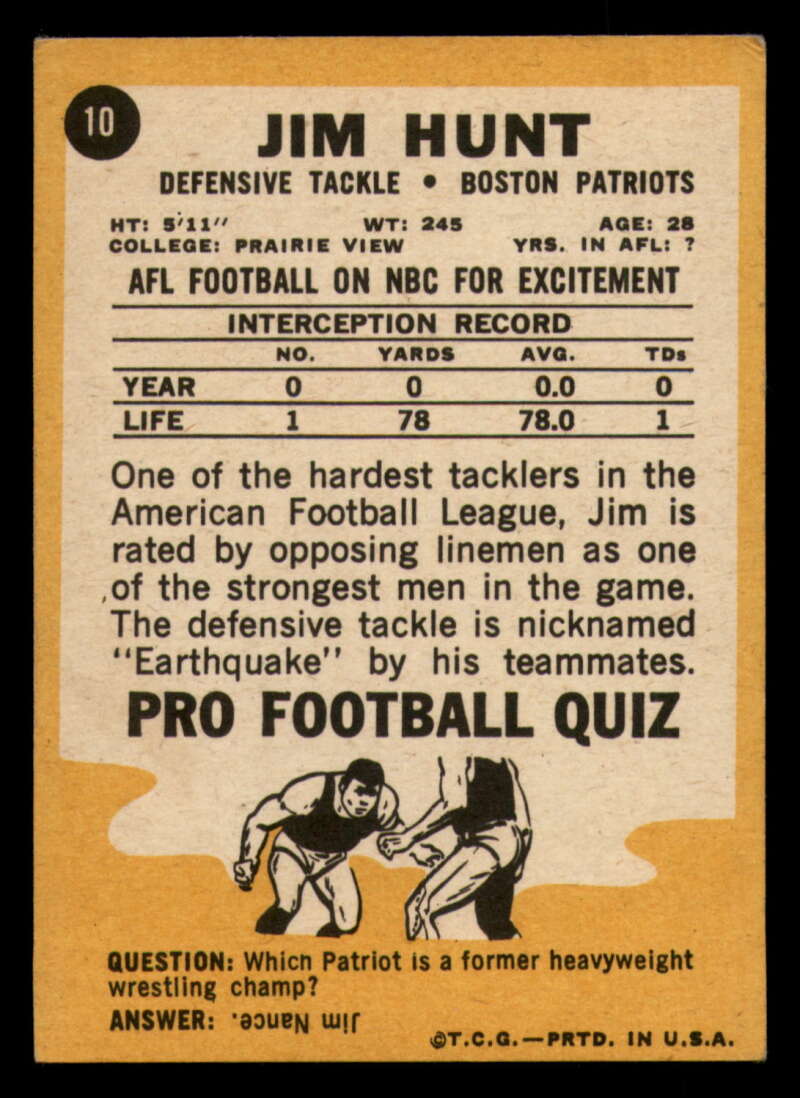 10
JIM HUNT
DEFENSIVE TACKLE • BOSTON PATRIOTS
HT: 5'11" WT: 245 AGE: 28
COLLEGE: PRAIRIE VIEW YRS. IN AFL: ?
AFL FOOTBALL ON NBC FOR EXCITEMENT
INTERCEPTION RECORD
NO. YARDS AVG. TDs
YEAR 0 0 0.0 0
LIFE 1 78 78.0 1
One of the hardest tacklers in the
American Football League, Jim is
rated by opposing linemen as one
of the strongest men in the game.
The defensive tackle is nicknamed
"Earthquake" by his teammates.
PRO FOOTBALL QUIZ
QUESTION: Which Patriot is a former heavyweight
wrestling champ?
ANSWER: Jim Nance.
©T.C.G.—PRTD. IN U.S.A.